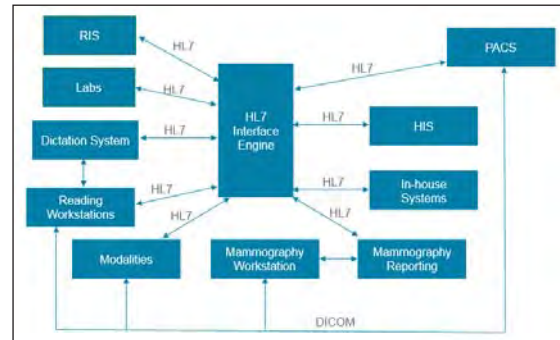 RIS
HL7
PACS
HL7
Labs
HL7
HL7
Interface
Engine
HL7
HIS
Dictation System
HL7
HL7
In-house
Systems
Reading
Workstations
HL7
HL7
HL7
Modalities
Mammography
Workstation
Mammography
Reporting
DICOM